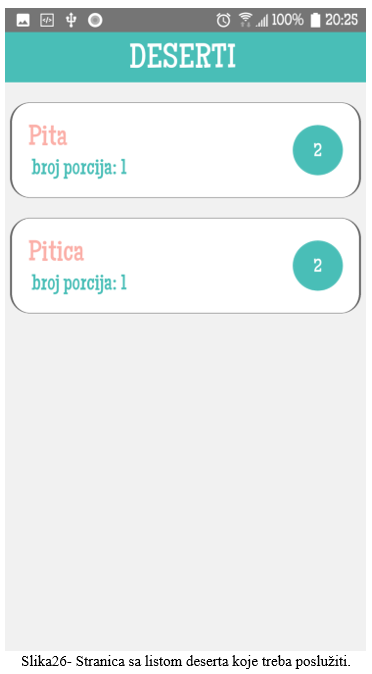 100% 20:25
DESERTI
Pita
broj porcija: 1
2
Pitica
broj porcija: 1
2
Slika26- Stranica sa listom deserta koje treba poslužiti.